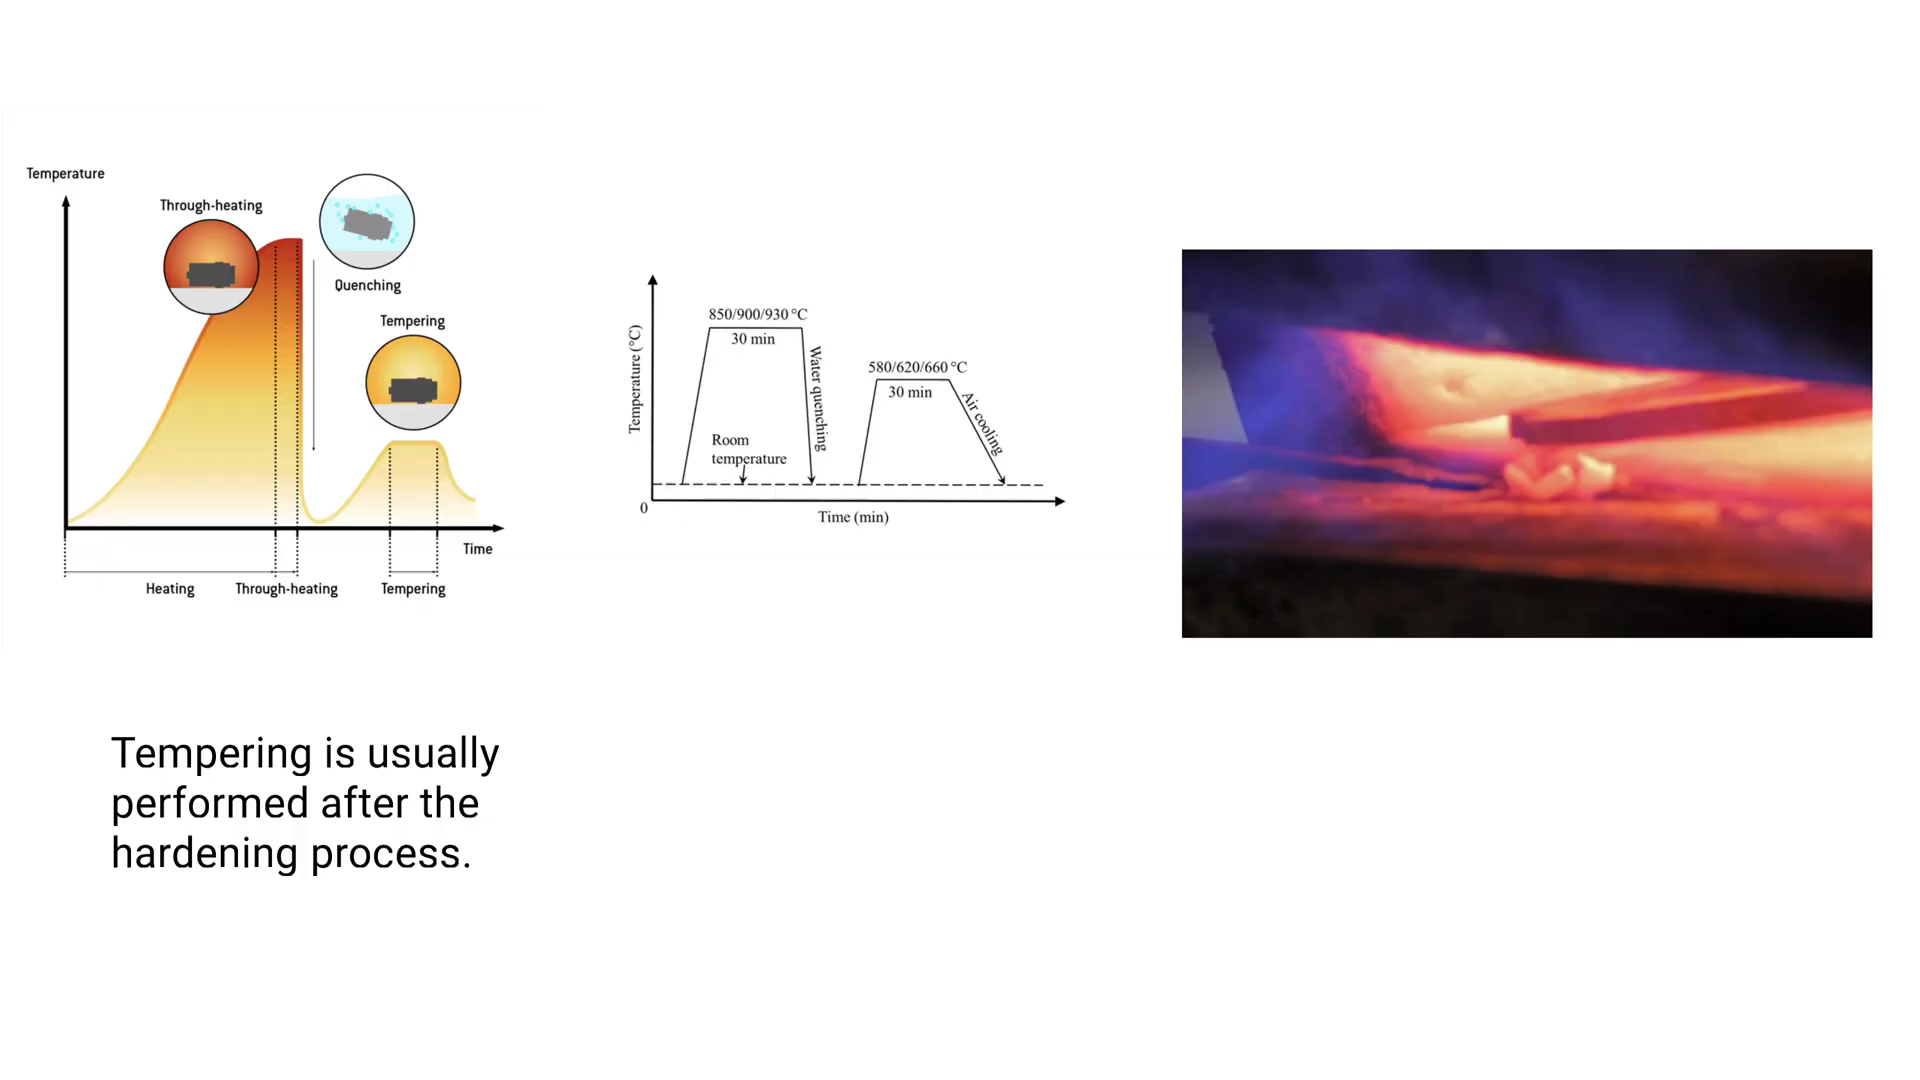 Temperature
Through-heating
Quenching
Tempering
Time
Heating
Through-heating
Tempering
Temperature (°C)
850/900/930 °C
30 min
Water quenching
Room
temperature
580/620/660 °C
30 min
Air cooling
0
Time (min)
Tempering is usually
performed after the
hardening process.